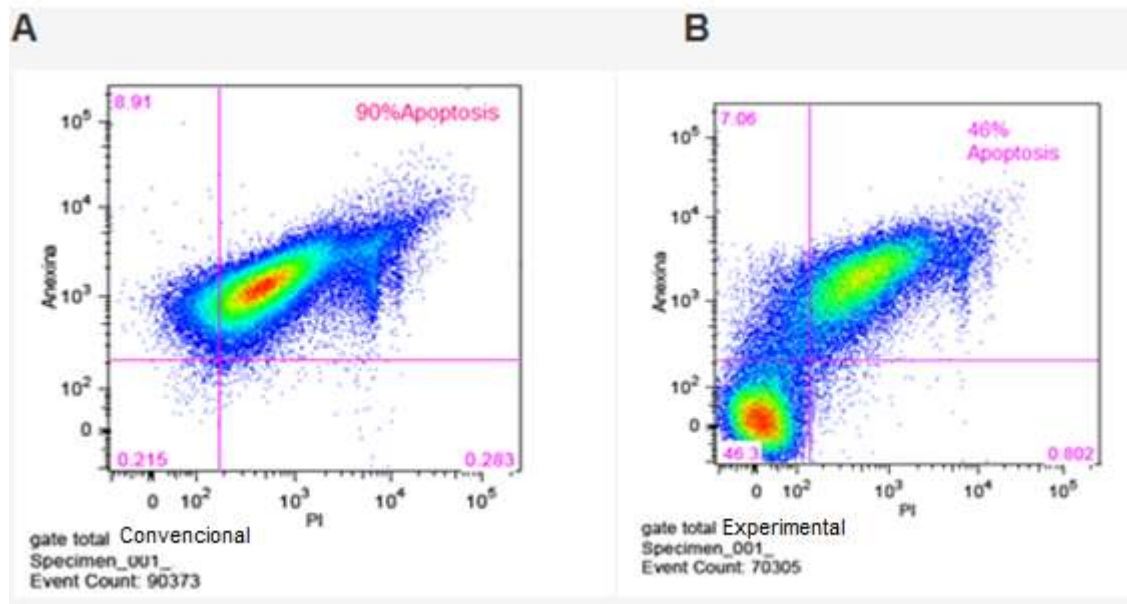 A
B
8.91
90%Apoptosis
10⁵
10⁴
10³
10²
0
Anexina
0.215
0.283
0 10² 10³ 10⁴ 10⁵
PI
gate total Convencional
Specimen_001_
Event Count: 90373
7.06
46%
Apoptosis
10⁵
10⁴
10³
10²
0
Anexina
46.3
0.802
0 10² 10³ 10⁴ 10⁵
PI
gate total Experimental
Specimen_001_
Event Count: 70305